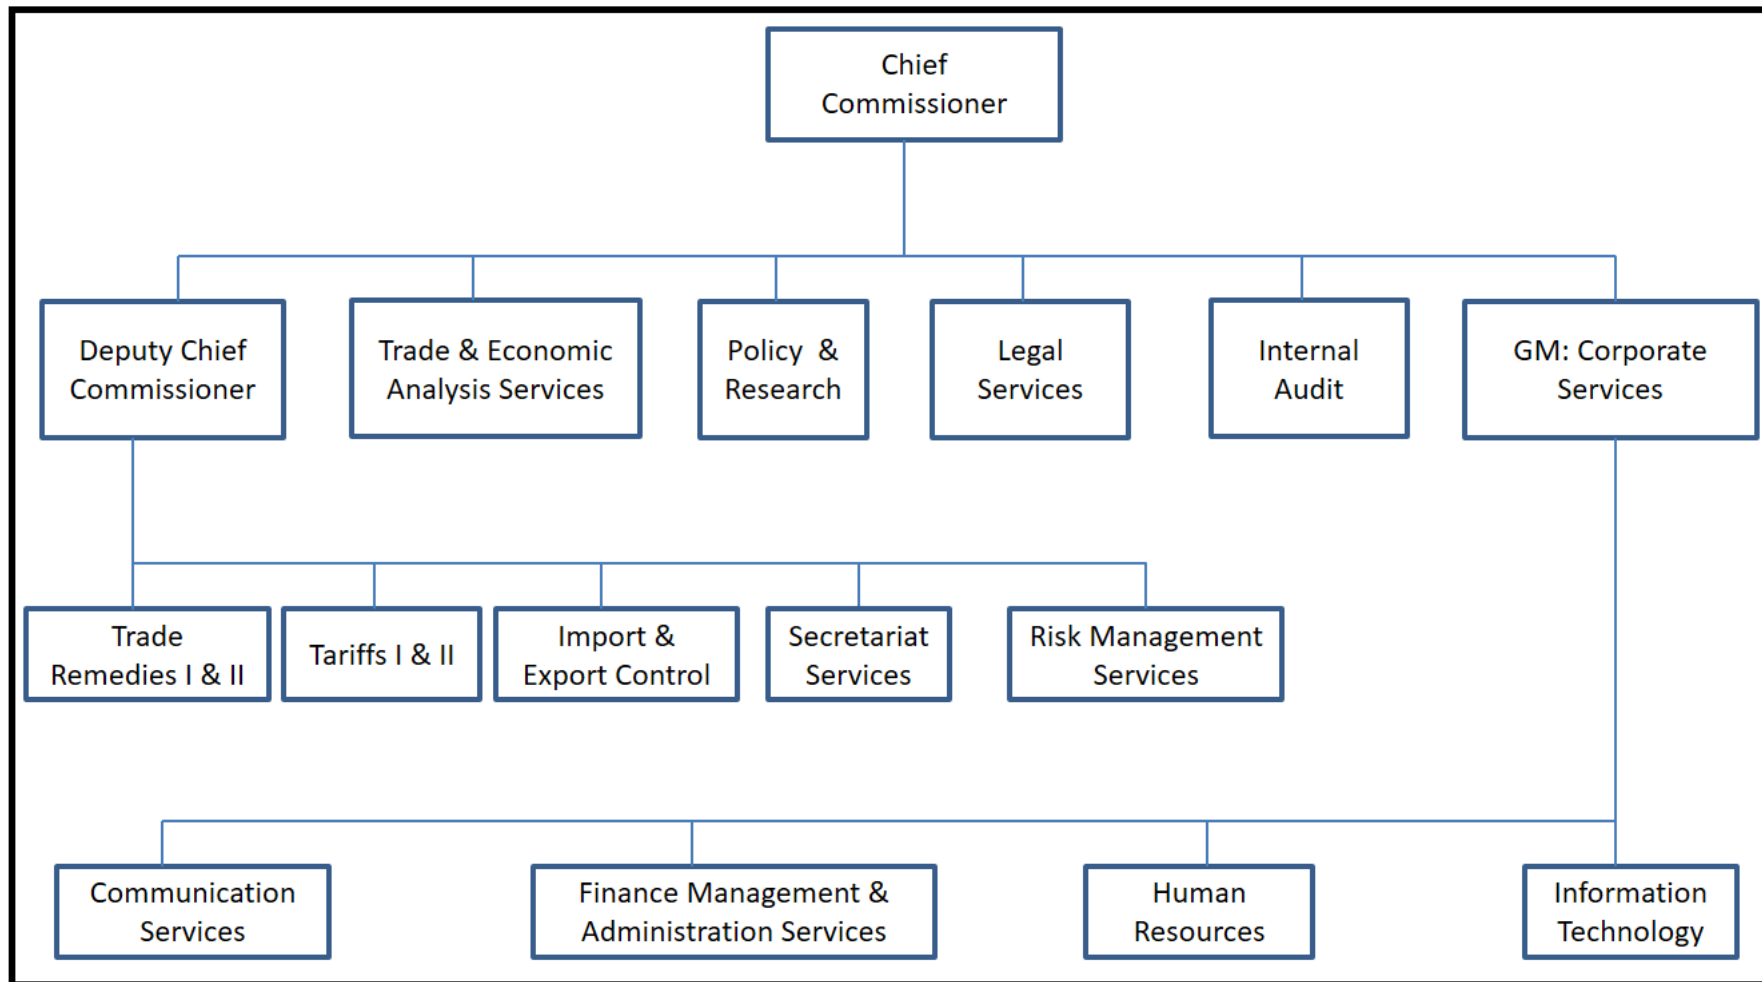 Chief
Commissioner
Deputy Chief
Commissioner
Trade & Economic
Analysis Services
Policy &
Research
Legal
Services
Internal
Audit
GM: Corporate
Services
Trade
Remedies I & II
Tariffs I & II
Import &
Export Control
Secretariat
Services
Risk Management
Services
Communication
Services
Finance Management &
Administration Services
Human
Resources
Information
Technology